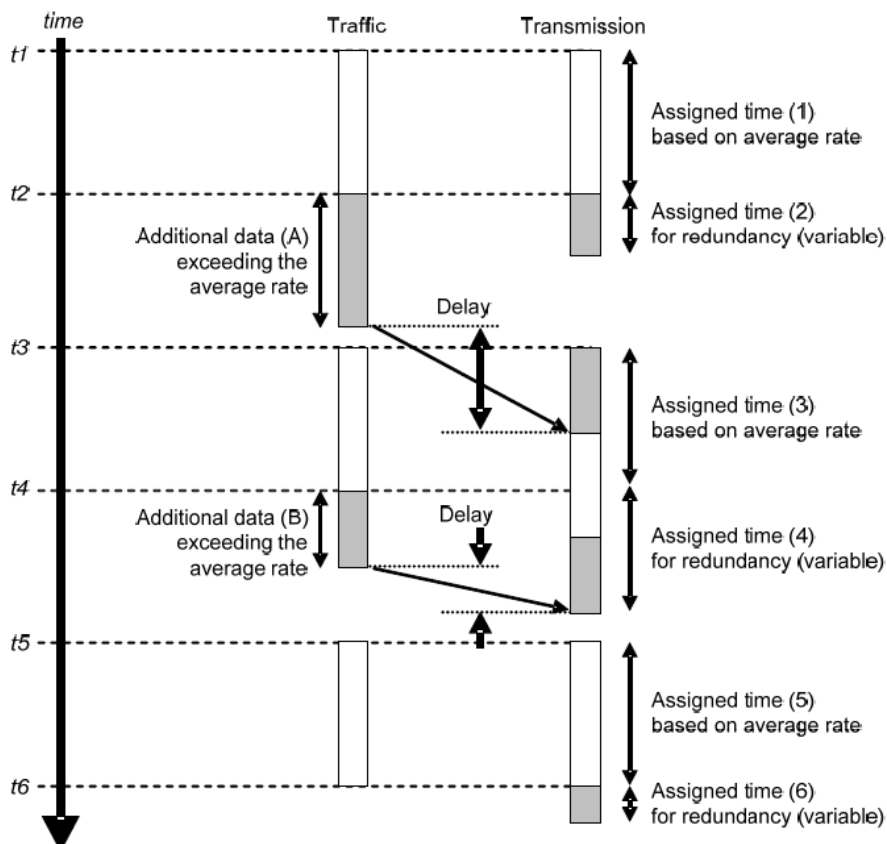 time
Traffic
Transmission
t1
Assigned time (1)
based on average rate
t2
Assigned time (2)
for redundancy (variable)
Additional data (A)
exceeding the
average rate
Delay
t3
Assigned time (3)
based on average rate
t4
Additional data (B)
exceeding the
average rate
Delay
Assigned time (4)
for redundancy (variable)
t5
Assigned time (5)
based on average rate
t6
Assigned time (6)
for redundancy (variable)